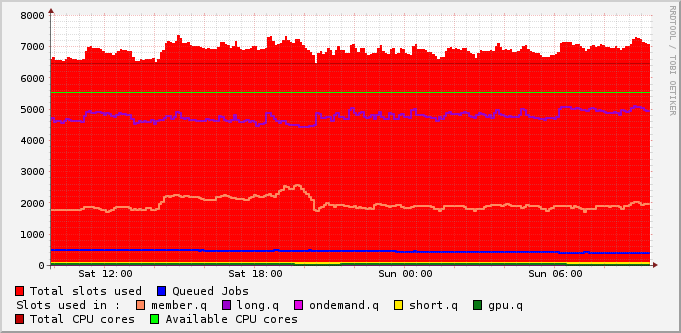 8000
7000
6000
5000
4000
3000
2000
1000
0
Sat 12:00 Sat 18:00 Sun 00:00 Sun 06:00
RRDTOOL / TOBI OETIKER
Total slots used Queued Jobs
Slots used in : member.q long.q ondemand.q short.q gpu.q
Total CPU cores Available CPU cores